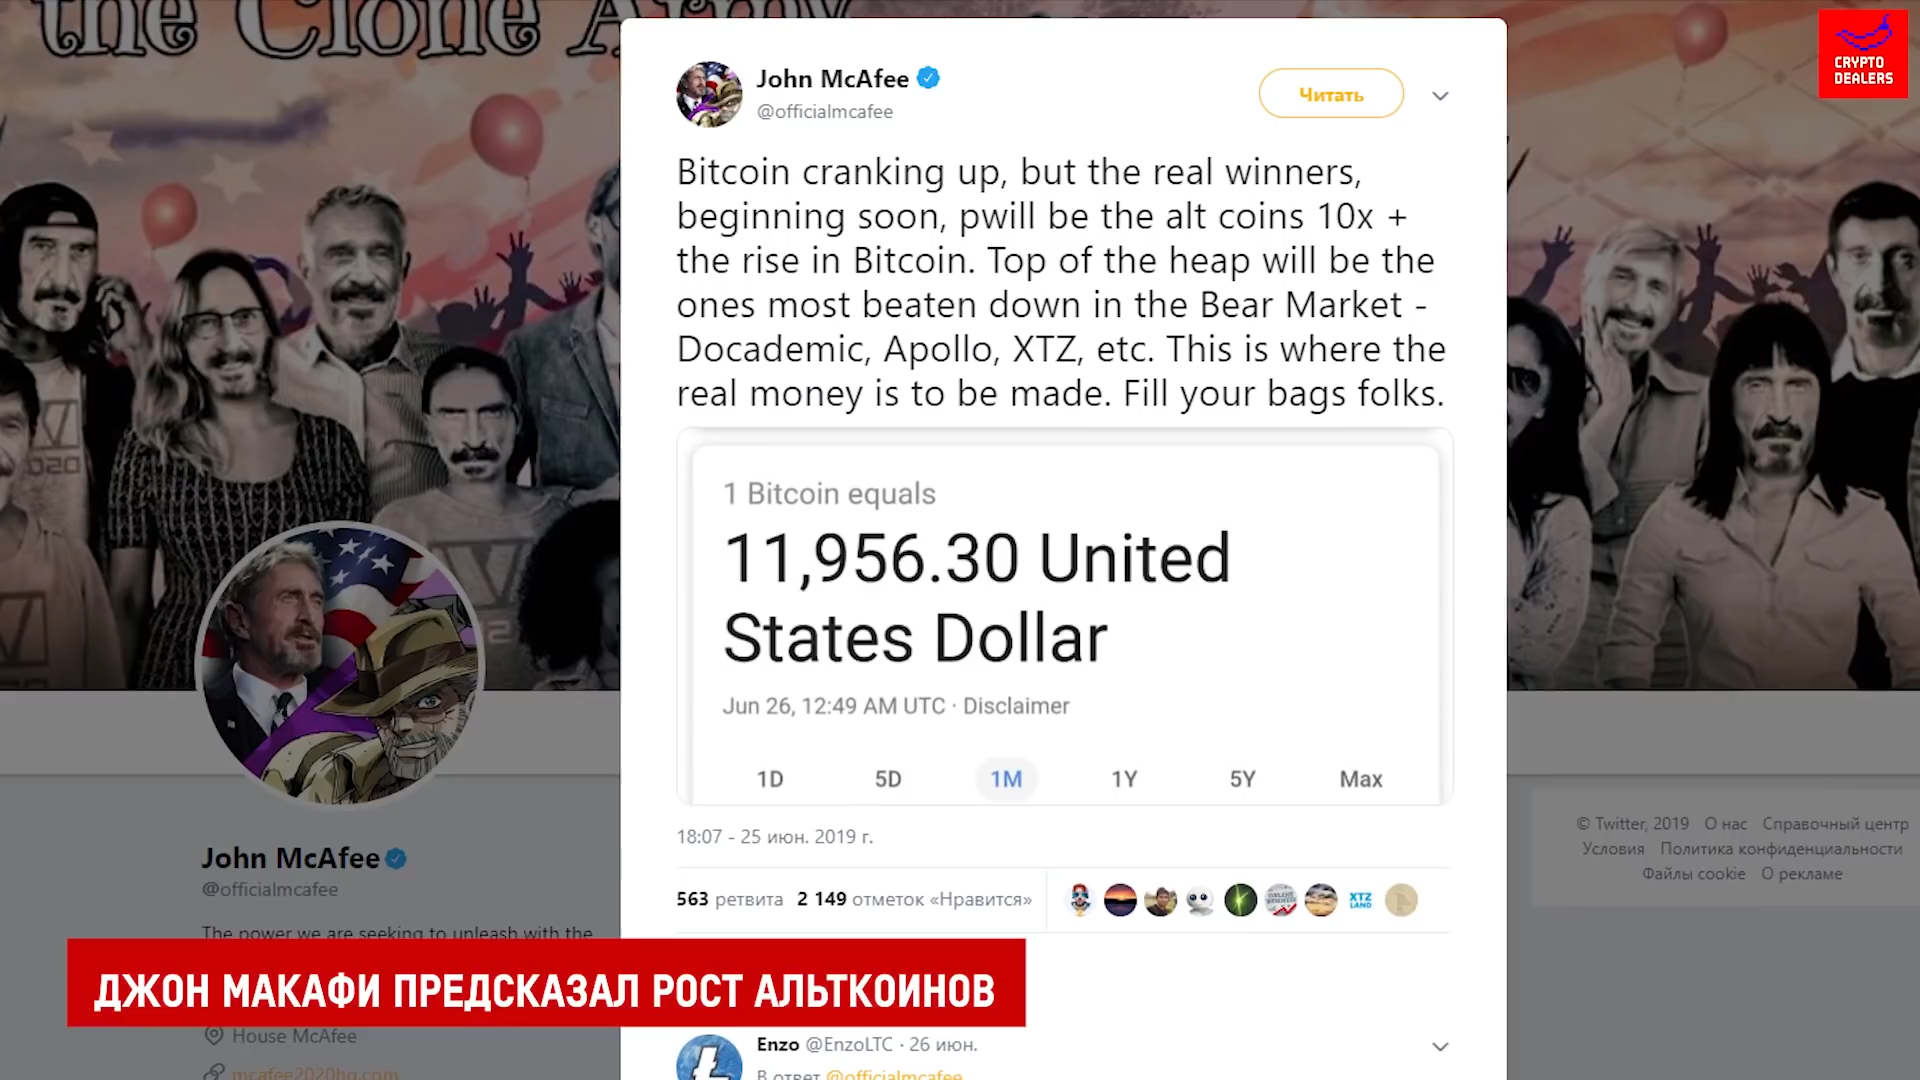 the Clone Army
CRYPTO
DEALERS
John McAfee
@officialmcafee
Читать
Bitcoin cranking up, but the real winners,
beginning soon, pwill be the alt coins 10x +
the rise in Bitcoin. Top of the heap will be the
ones most beaten down in the Bear Market -
Docademic, Apollo, XTZ, etc. This is where the
real money is to be made. Fill your bags folks.
1 Bitcoin equals
11,956.30 United
States Dollar
Jun 26, 12:49 AM UTC · Disclaimer
1D 5D 1M 1Y 5Y Max
18:07 - 25 июн. 2019 г.
563 ретвита 2 149 отметок «Нравится»
XTZ
LAND
John McAfee
@officialmcafee
The power we are seeking to unleash with the
ДЖОН МАКАФИ ПРЕДСКАЗАЛ РОСТ АЛЬТКОИНОВ
House McAfee
mcafee2020hq.com
© Twitter, 2019 О нас Справочный центр
Условия Политика конфиденциальности
Файлы cookie О рекламе
Enzo @EnzoLTC · 26 июн.
В ответ @officialmcafee